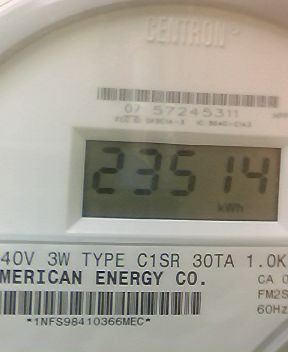 CENTRON
07 57245311
23514
kWh
40V 3W TYPE C1SR 30TA 1.0K
MERICAN ENERGY CO.
CA 0
FM2S
60Hz
*1NFS98410366MEC*